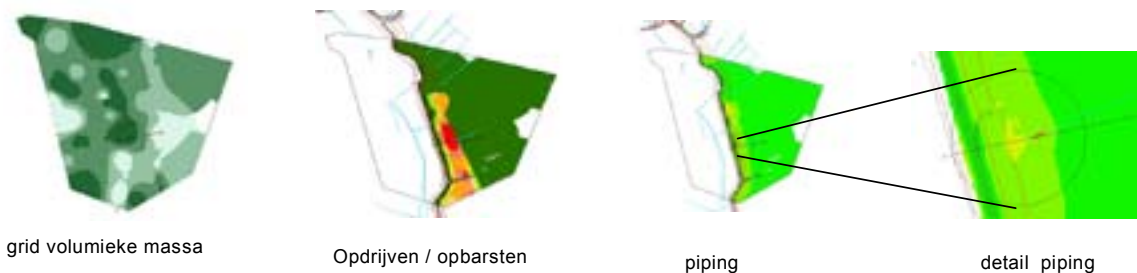 grid volumieke massa
Opdrijven / opbarsten
piping
detail piping